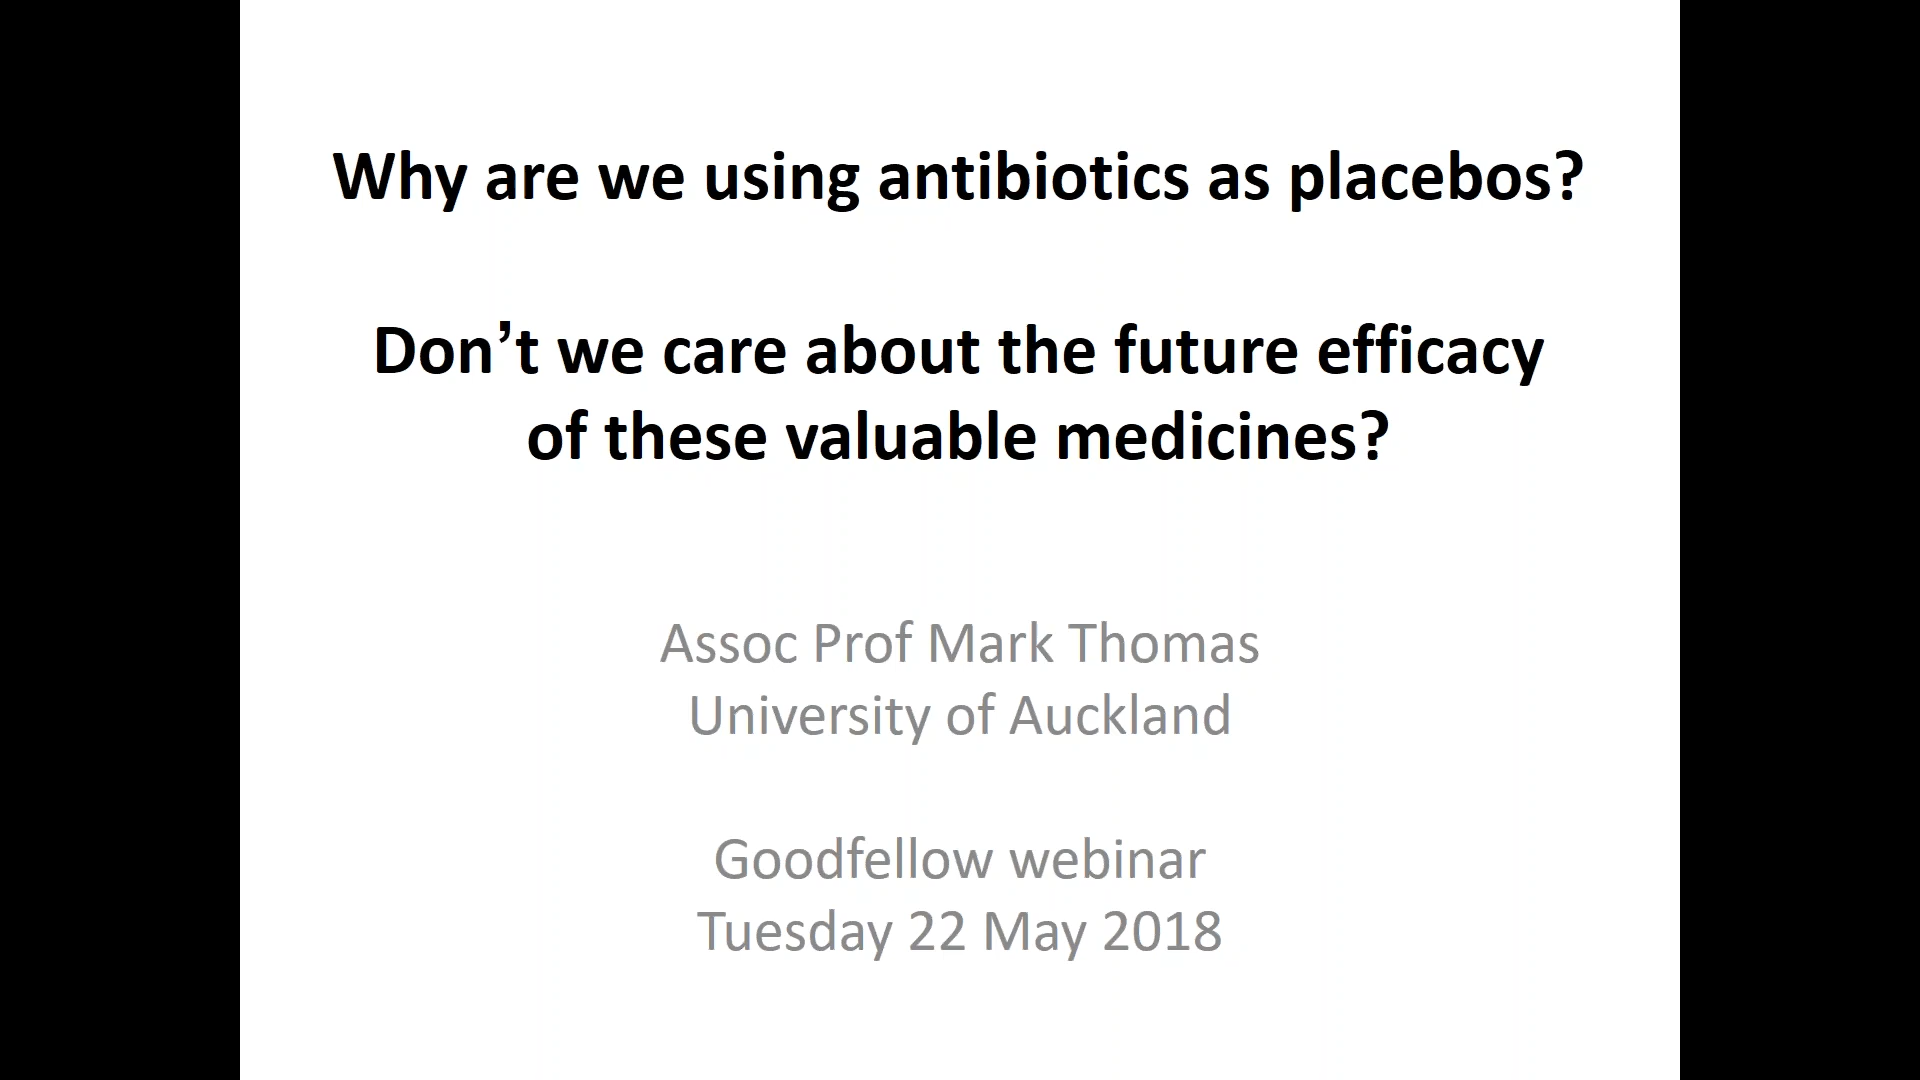 Why are we using antibiotics as placebos?
Don’t we care about the future efficacy
of these valuable medicines?
Assoc Prof Mark Thomas
University of Auckland
Goodfellow webinar
Tuesday 22 May 2018